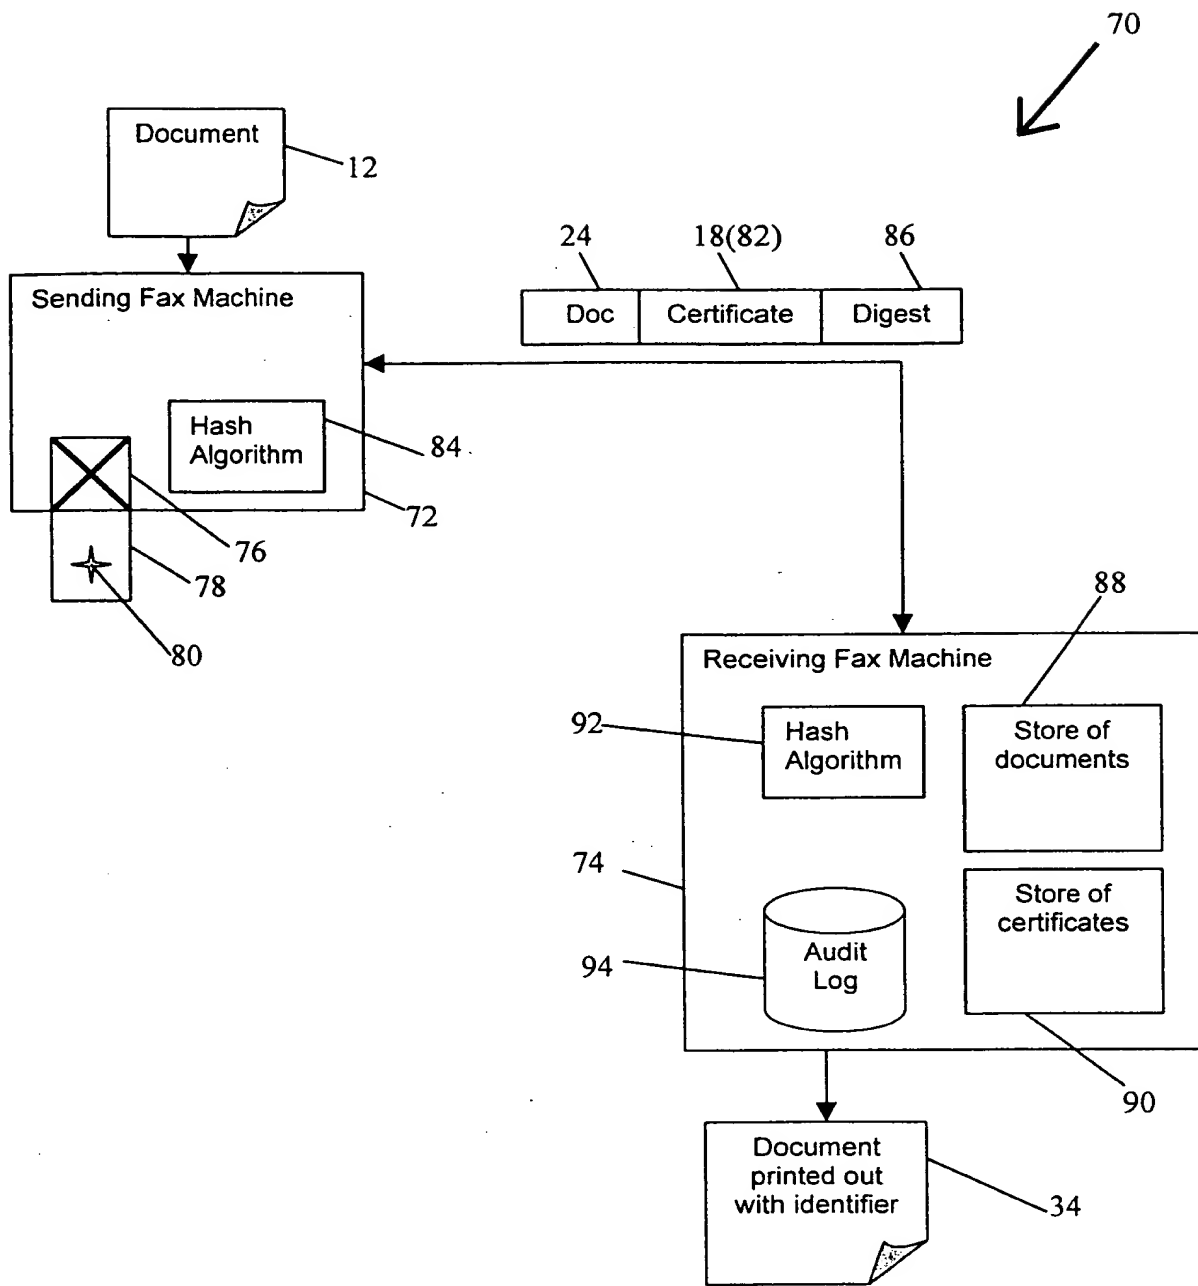 70
Document
12
24 18(82) 86
Doc Certificate Digest
Sending Fax Machine
Hash
Algorithm
84
72
76
78
80
88
Receiving Fax Machine
92
Hash
Algorithm
Store of
documents
74
Store of
certificates
94
Audit
Log
90
Document
printed out
with identifier
34